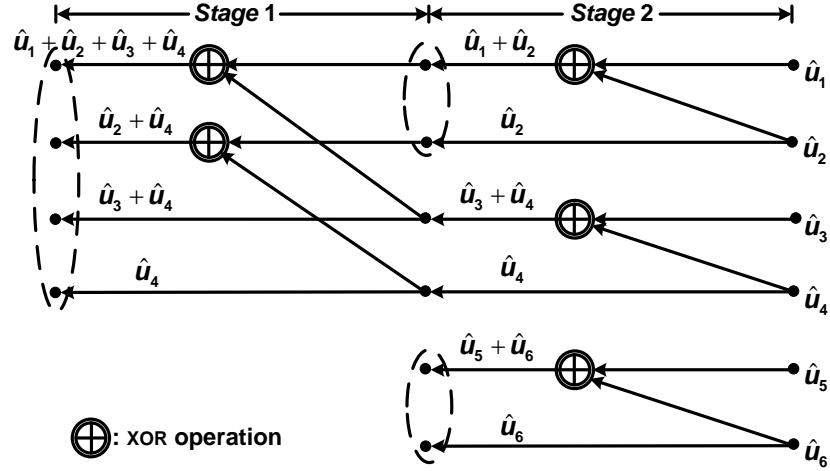 Stage 1
Stage 2
û₁ + û₂ + û₃ + û₄
û₁ + û₂
û₁
û₂ + û₄
û₂
û₂
û₃ + û₄
û₃ + û₄
û₃
û₄
û₄
û₄
û₅ + û₆
û₅
û₆
û₆
⊕: XOR operation